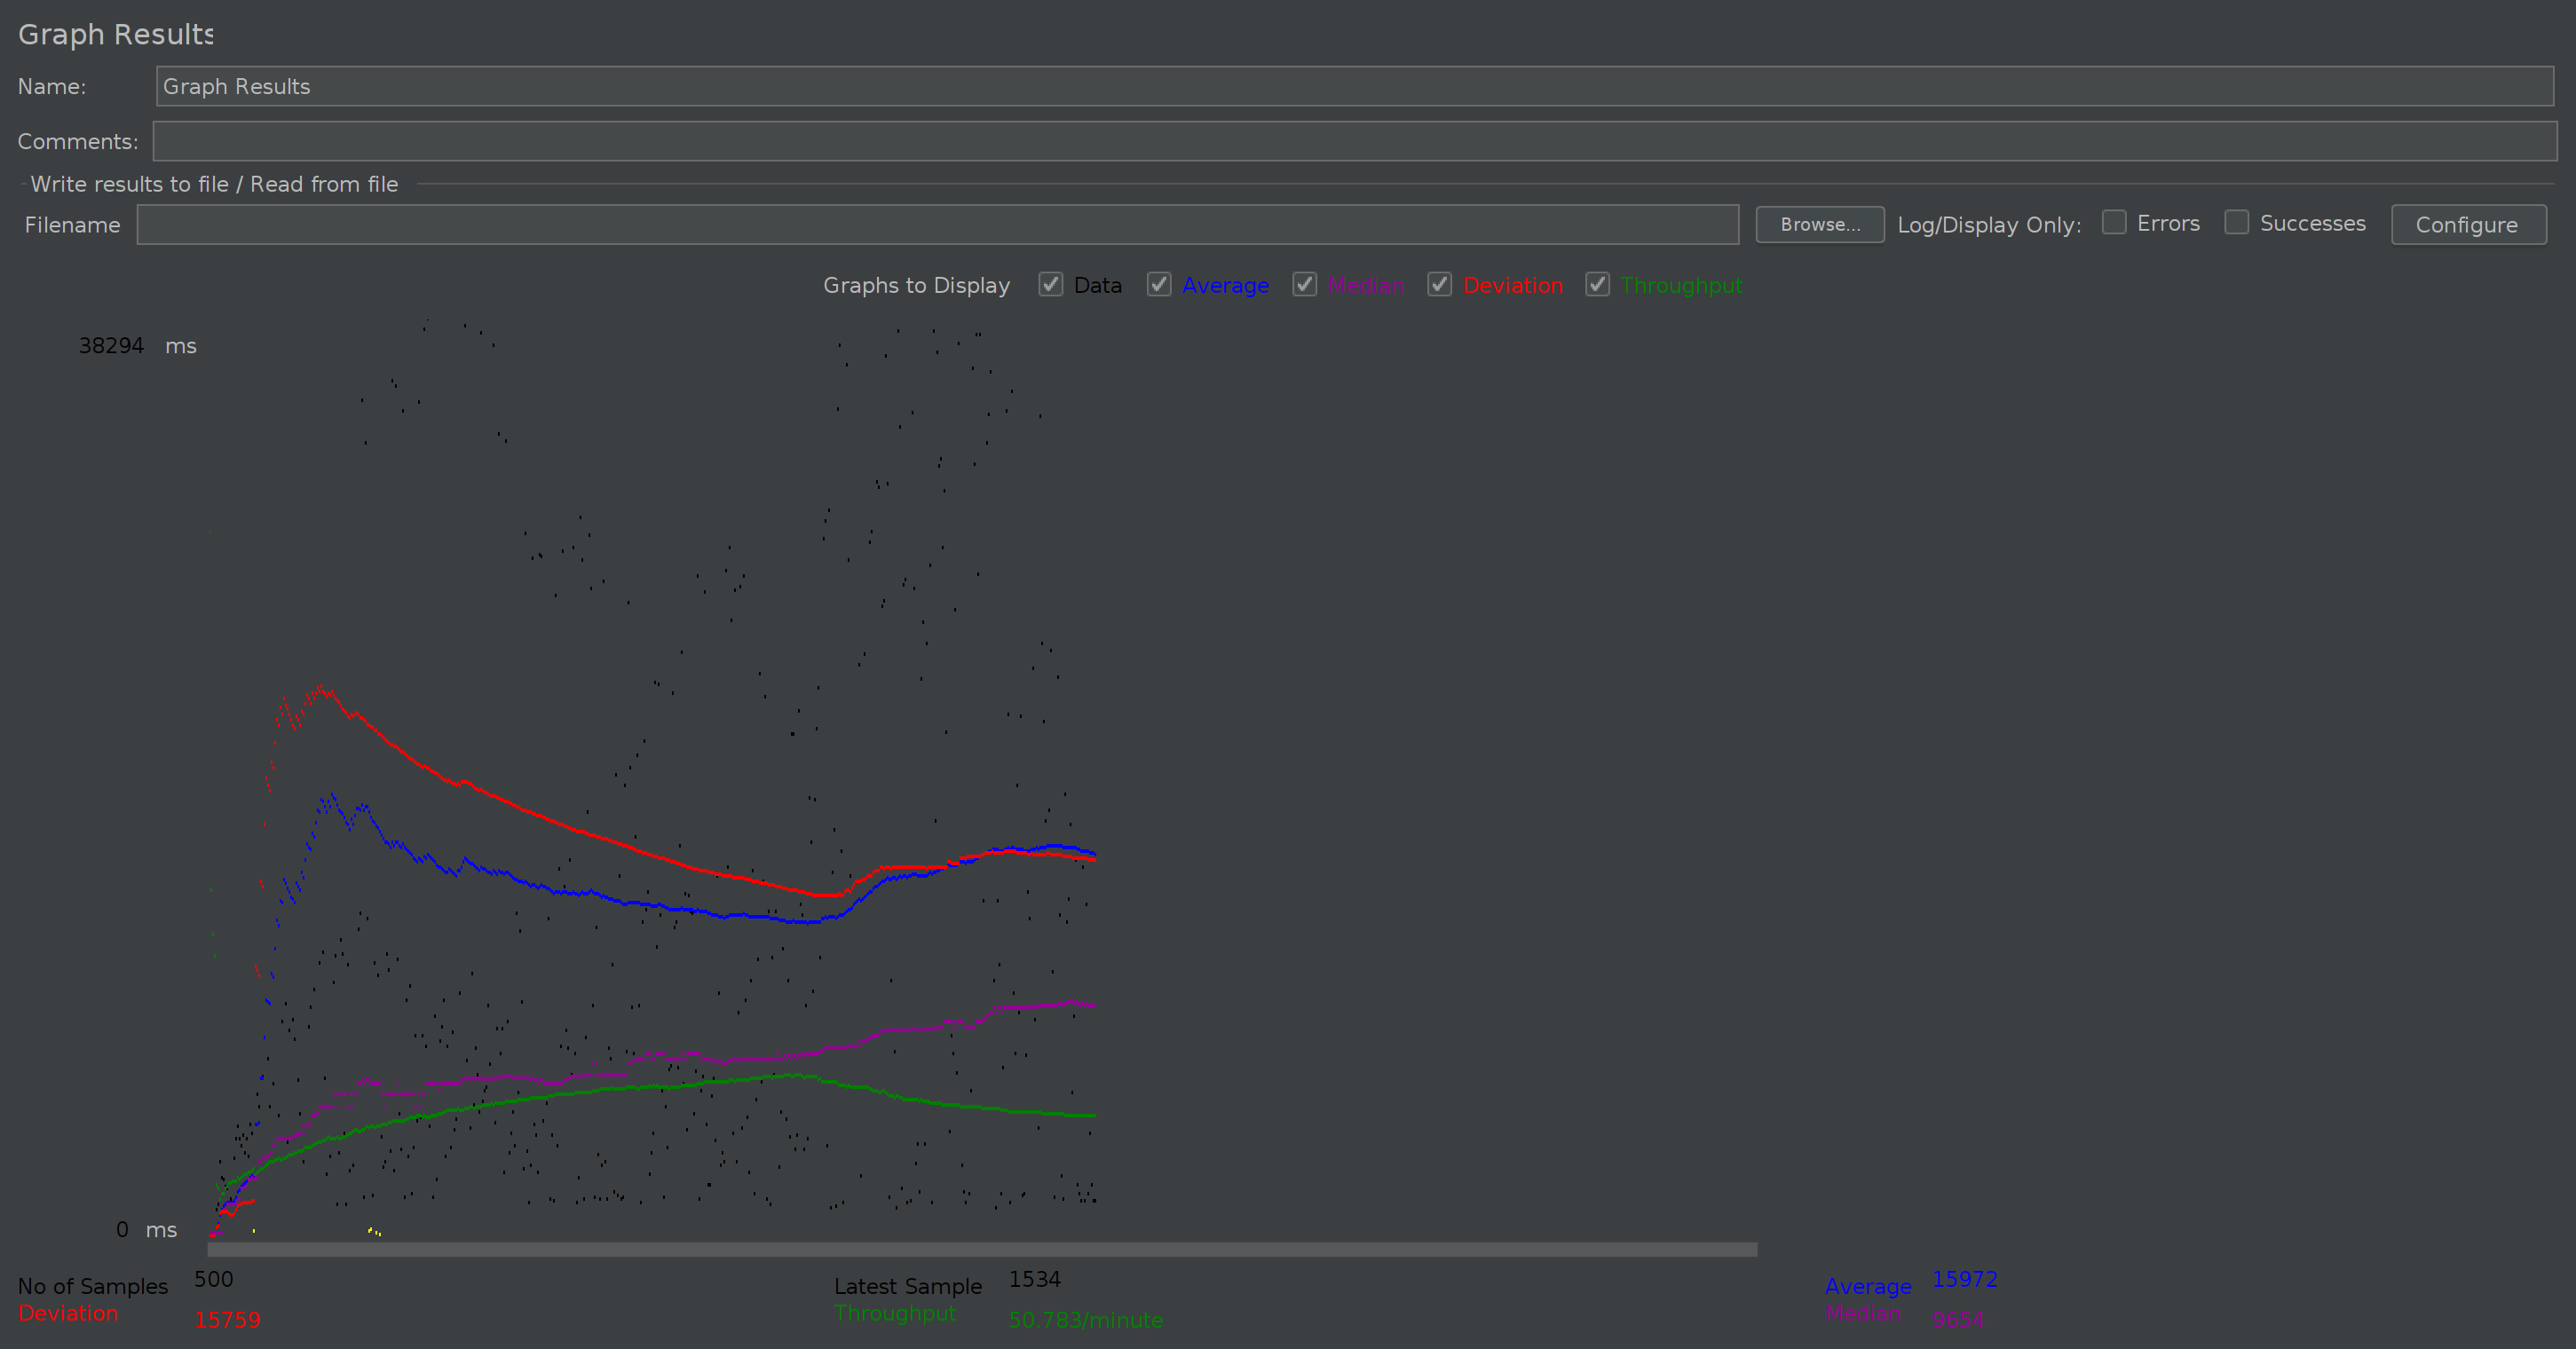 Graph Results
Name: Graph Results
Comments:
Write results to file / Read from file
Filename Browse... Log/Display Only: Errors Successes Configure
Graphs to Display Data Average Median Deviation Throughput
38294 ms
0 ms
No of Samples 500 Latest Sample 1534 Average 15972
Deviation 15759 Throughput 50.783/minute Median 9654